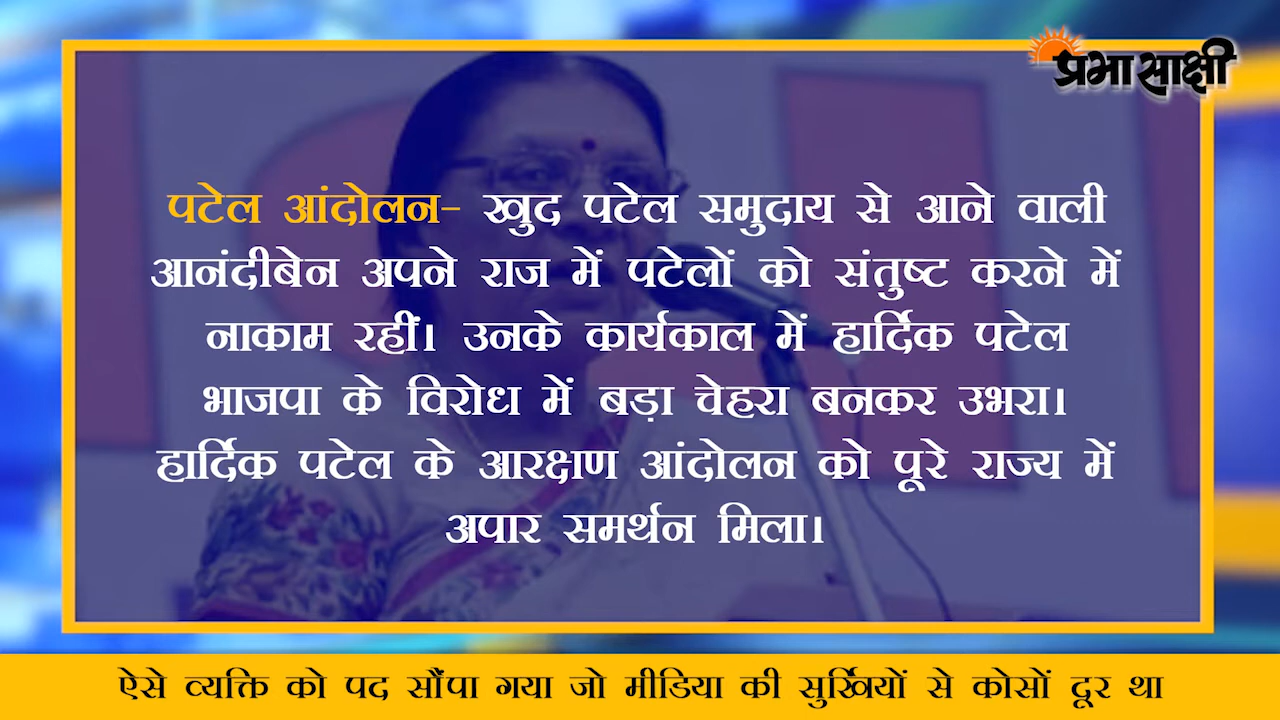 प्रभा साक्षी
पटेल आंदोलन- खुद पटेल समुदाय से आने वाली
आनंदीबेन अपने राज में पटेलों को संतुष्ट करने में
नाकाम रहीं। उनके कार्यकाल में हार्दिक पटेल
भाजपा के विरोध में बड़ा चेहरा बनकर उभरा।
हार्दिक पटेल के आरक्षण आंदोलन को पूरे राज्य में
अपार समर्थन मिला।
ऐसे व्यक्ति को पद सौंपा गया जो मीडिया की सुर्खियों से कोसों दूर था